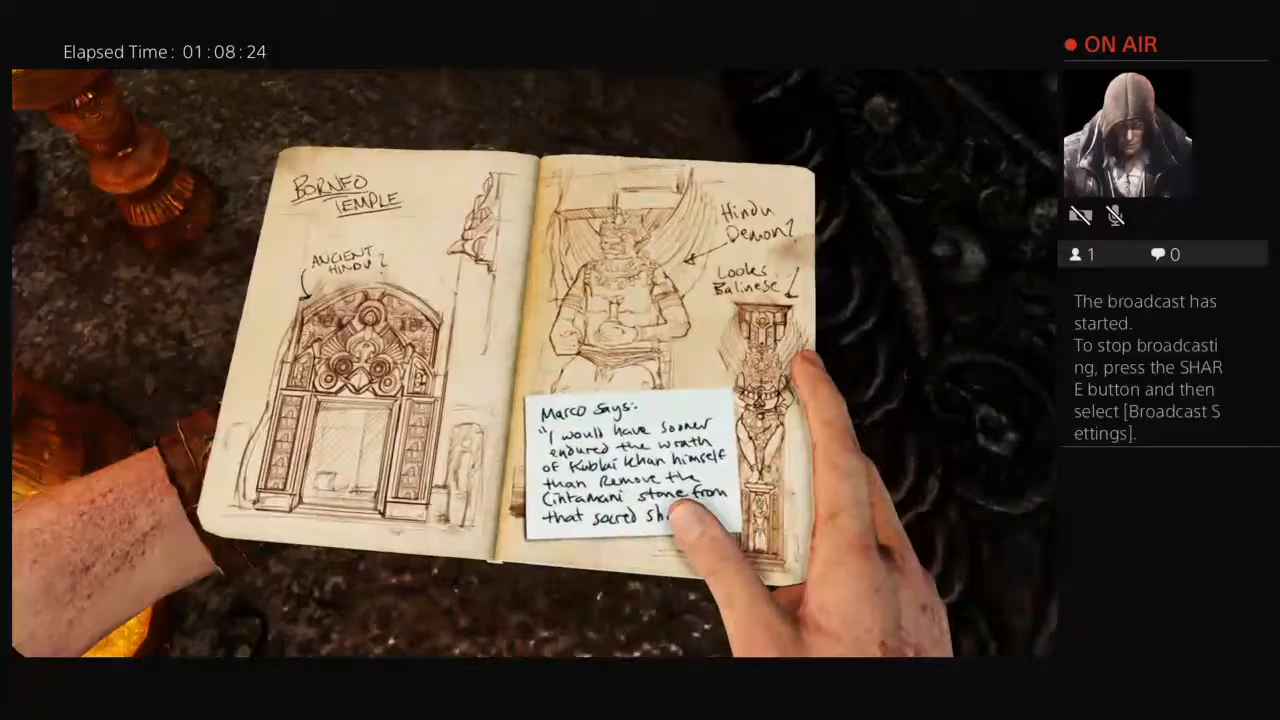 Elapsed Time: 01:08:24
ON AIR
BORNEO
TEMPLE
ANCIENT
HINDU?
Hindu
Demon?
Looks
Balinese
Marco says:
"I would have sooner
endured the wrath
of Kublai Khan himself
than remove the
Cintamani stone from
that sacred
1
0
The broadcast has
started.
To stop broadcasti
ng, press the SHAR
E button and then
select [Broadcast S
ettings].